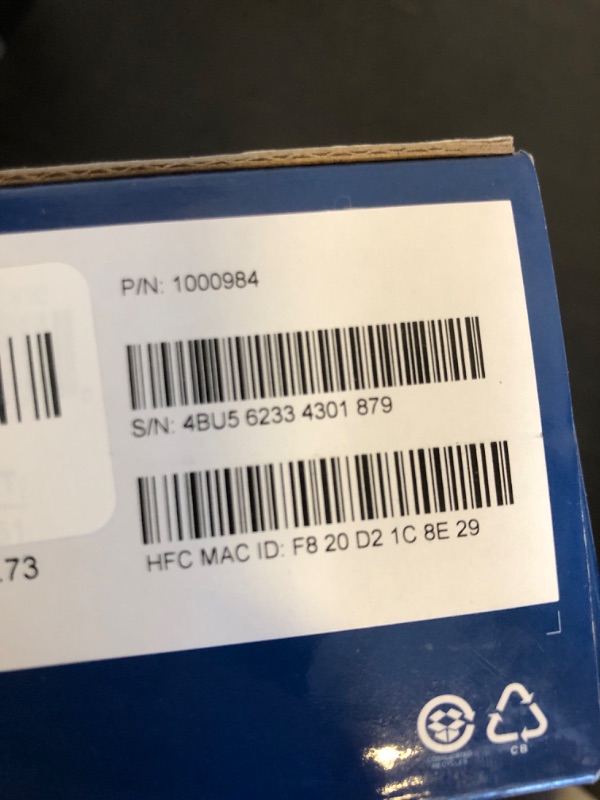 P/N: 1000984
S/N: 4BU5 6233 4301 879
HFC MAC ID: F8 20 D2 1C 8E 29
.73
CB